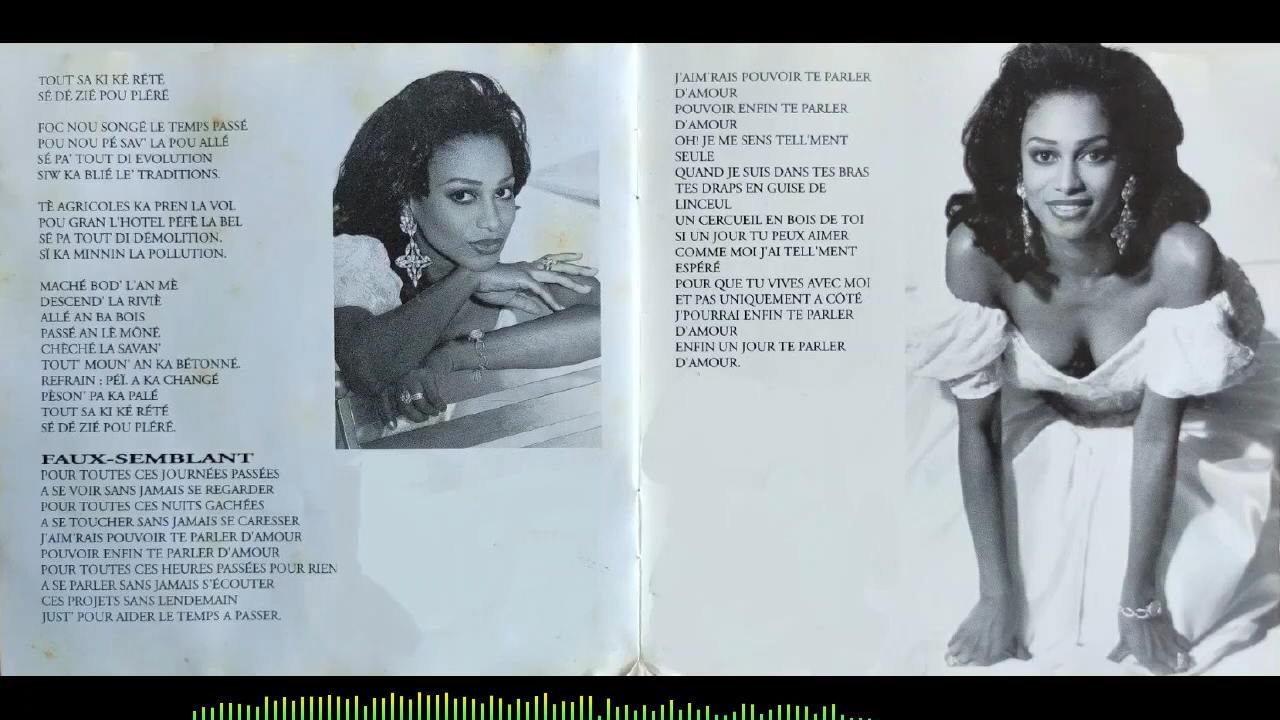 TOUT SA KI KÉ RÉTÉ
SÉ DÉ ZIÉ POU PLÉRÉ
FOC NOU SONGÉ LE TEMPS PASSÉ
POU NOU PÉ SAV' LA POU ALLÉ
SÉ PA' TOUT DI EVOLUTION
SIW KA BLIÉ LE' TRADITIONS.
TÈ AGRICOLES KA PREN LA VOL
POU GRAN L'HOTEL PÉFÉ LA BEL
SÉ PA TOUT DI DÉMOLITION.
SÏ KA MINNIN LA POLLUTION.
MACHÉ BOD' L'AN MÈ
DESCEND' LA RIVIÈ
ALLÉ AN BA BOIS
PASSÉ AN LÈ MÔNE
CHÈCHÉ LA SAVAN'
TOUT' MOUN' AN KA BÉTONNÉ.
REFRAIN : PÉÏ. A KA CHANGÉ
PÈSON' PA KA PALÉ
TOUT SA KI KÉ RÉTÉ
SÉ DÉ ZIÉ POU PLÉRÉ.
FAUX-SEMBLANT
POUR TOUTES CES JOURNÉES PASSÉES
A SE VOIR SANS JAMAIS SE REGARDER
POUR TOUTES CES NUITS GACHÉES
A SE TOUCHER SANS JAMAIS SE CARESSER
J'AIM'RAIS POUVOIR TE PARLER D'AMOUR
POUVOIR ENFIN TE PARLER D'AMOUR
POUR TOUTES CES HEURES PASSÉES POUR RIEN
A SE PARLER SANS JAMAIS S'ÉCOUTER
CES PROJETS SANS LENDEMAIN
JUST' POUR AIDER LE TEMPS A PASSER.
J'AIM'RAIS POUVOIR TE PARLER
D'AMOUR
POUVOIR ENFIN TE PARLER
D'AMOUR
OH! JE ME SENS TELL'MENT
SEULE
QUAND JE SUIS DANS TES BRAS
TES DRAPS EN GUISE DE
LINCEUL
UN CERCUEIL EN BOIS DE TOI
SI UN JOUR TU PEUX AIMER
COMME MOI J'AI TELL'MENT
ESPÉRÉ
POUR QUE TU VIVES AVEC MOI
ET PAS UNIQUEMENT A CÔTÉ
J'POURRAI ENFIN TE PARLER
D'AMOUR
ENFIN UN JOUR TE PARLER
D'AMOUR.